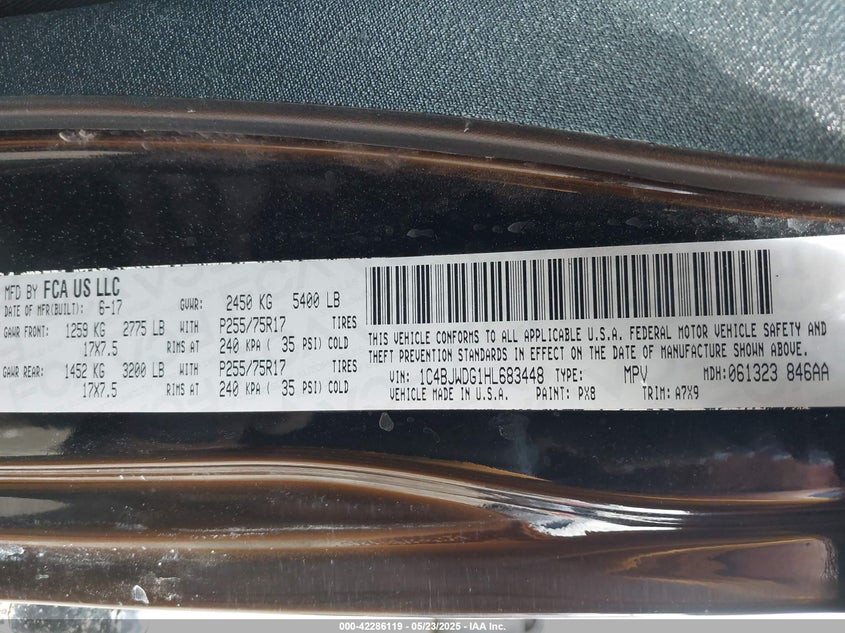 MFD BY FCA US LLC
DATE OF MFR(BUILT): 6-17 GVWR: 2450 KG 5400 LB
GAWR FRONT: 1259 KG 2775 LB WITH P255/75R17 TIRES
17X7.5 RIMS AT 240 KPA ( 35 PSI) COLD
GAWR REAR: 1452 KG 3200 LB WITH P255/75R17 TIRES
17X7.5 RIMS AT 240 KPA ( 35 PSI) COLD
THIS VEHICLE CONFORMS TO ALL APPLICABLE U.S.A. FEDERAL MOTOR VEHICLE SAFETY AND
THEFT PREVENTION STANDARDS IN EFFECT ON THE DATE OF MANUFACTURE SHOWN ABOVE.
VIN: 1C4BJWDG1HL683448 TYPE: MPV MDH: 061323 846AA
VEHICLE MADE IN U.S.A. PAINT: PX8 TRIM: A7X9
000-42286119 - 05/23/2025 - IAA Inc.